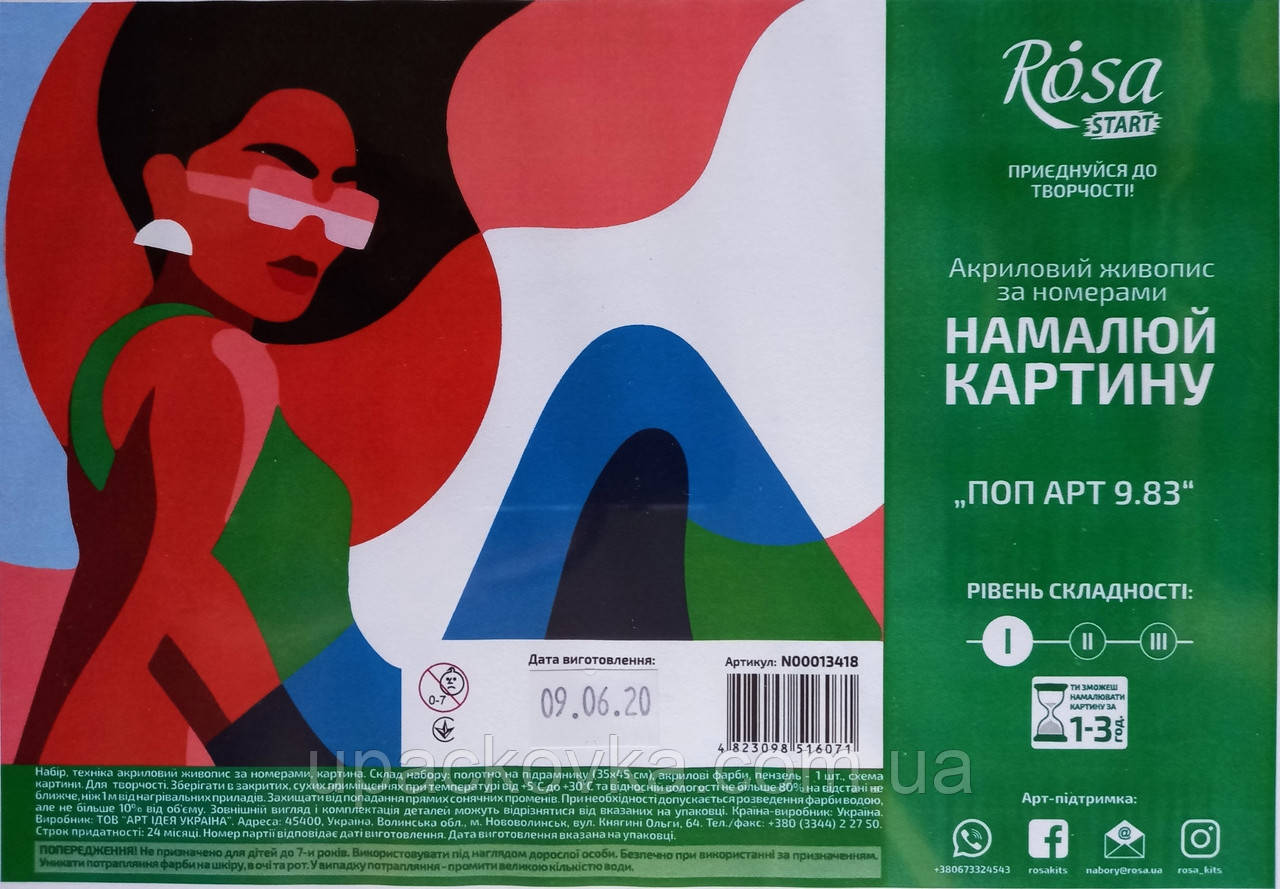 Rósa
START
ПРИЄДНУЙСЯ ДО
ТВОРЧОСТІ!
Акриловий живопис
за номерами
НАМАЛЮЙ
КАРТИНУ
„ПОП АРТ 9.83“
РІВЕНЬ СКЛАДНОСТІ:
I II III
ТИ ЗМОЖЕШ
НАМАЛЮВАТИ
КАРТИНУ ЗА
1-3 год.
Арт-підтримка:
+380673324543 rosakits nabory@rosa.ua rosa_kits
0-7
Дата виготовлення:
09.06.20
Артикул: N00013418
4 823098 516071
upackovka.com.ua
Набір, техніка акриловий живопис за номерами, картина. Склад набору: полотно на підрамнику (35х45 см), акрилові фарби, пензель - 1 шт., схема
картини. Для творчості. Зберігати в закритих, сухих приміщеннях при температурі від +5°С до +30°С та відносній вологості не більше 80% на відстані не
ближче, ніж 1 м від нагрівальних приладів. Захищати від попадання прямих сонячних променів. При необхідності допускається розведення фарби водою,
але не більше 10% від об'єму. Зовнішній вигляд і комплектація деталей можуть відрізнятися від вказаних на упаковці. Країна-виробник: Україна.
Виробник: ТОВ "АРТ ІДЕЯ УКРАЇНА". Адреса: 45400, Україна, Волинська обл., м. Нововолинськ, вул. Княгині Ольги, 64. Тел./факс: +380 (3344) 2 27 50.
Строк придатності: 24 місяці. Номер партії відповідає даті виготовлення. Дата виготовлення вказана на упаковці.
ПОПЕРЕДЖЕННЯ! Не призначено для дітей до 7-и років. Використовувати під наглядом дорослої особи. Безпечно при використанні за призначенням.
Уникати потрапляння фарби на шкіру, в очі та рот. У випадку потрапляння - промити великою кількістю води.